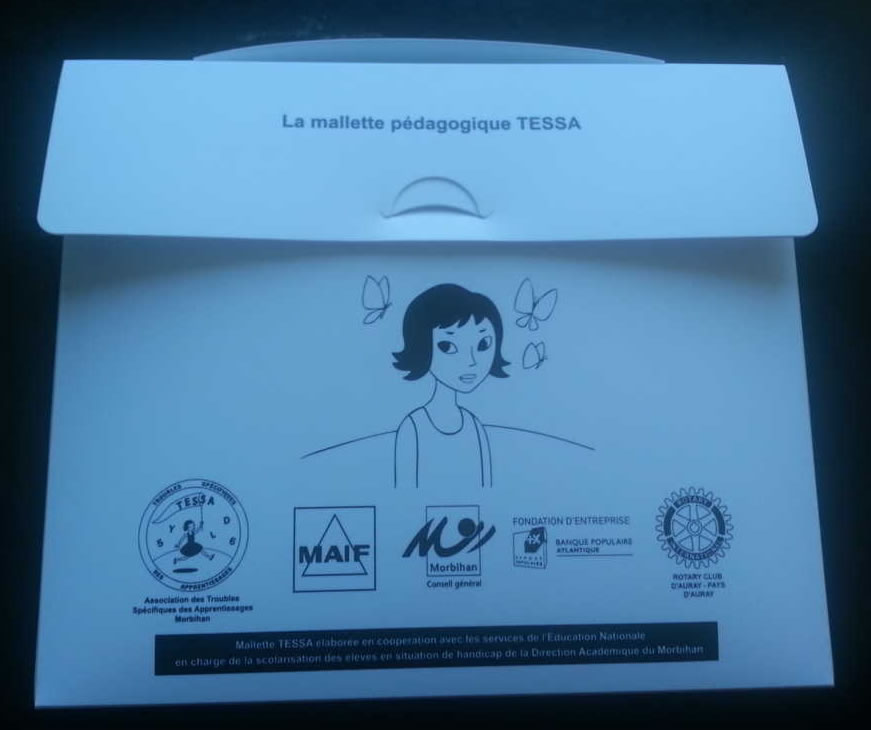 La mallette pédagogique TESSA
TROUBLES SPÉCIFIQUES
TESSA
DES APPRENTISSAGES
Association des Troubles
Spécifiques des Apprentissages
Morbihan
MAIF
Morbihan
Conseil général
FONDATION D'ENTREPRISE
BANQUE POPULAIRE
ATLANTIQUE
ROTARY
INTERNATIONAL
ROTARY CLUB
D'AURAY - PAYS
D'AURAY
Mallette TESSA élaborée en coopération avec les services de l'Education Nationale
en charge de la scolarisation des élèves en situation de handicap de la Direction Académique du Morbihan